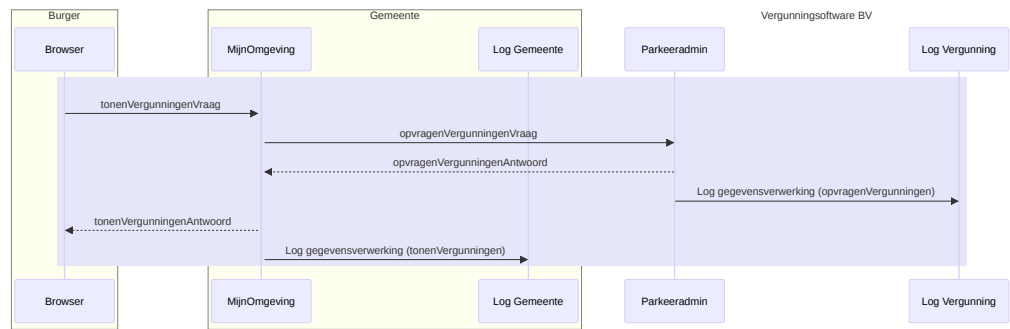 Burger
Gemeente
Vergunningsoftware BV
Browser
MijnOmgeving
Log Gemeente
Parkeeradmin
Log Vergunning
tonenVergunningenVraag
opvragenVergunningenVraag
opvragenVergunningenAntwoord
Log gegevensverwerking (opvragenVergunningen)
tonenVergunningenAntwoord
Log gegevensverwerking (tonenVergunningen)
Browser
MijnOmgeving
Log Gemeente
Parkeeradmin
Log Vergunning